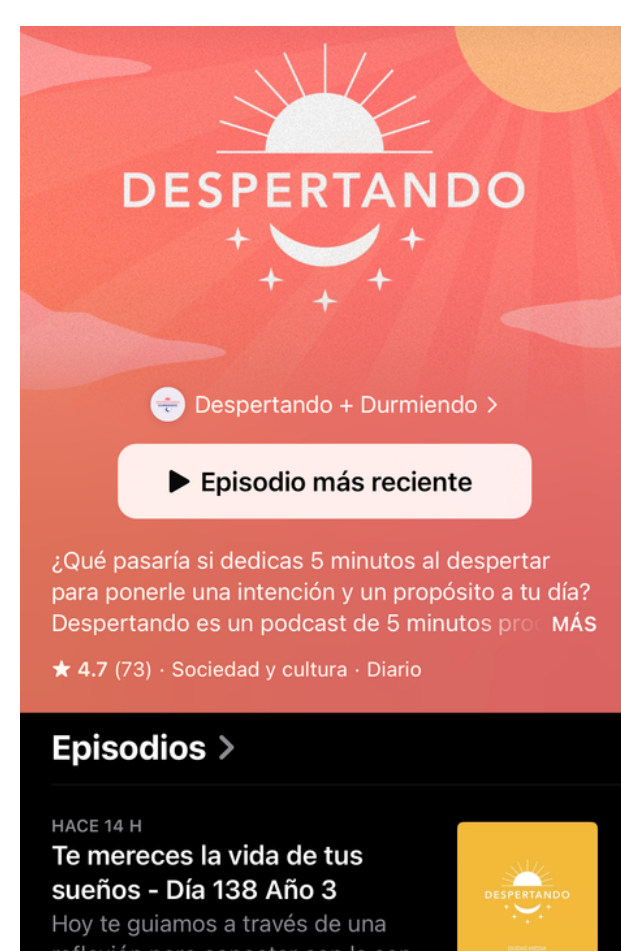 DESPERTANDO
Despertando + Durmiendo >
Episodio más reciente
¿Qué pasaría si dedicas 5 minutos al despertar
para ponerle una intención y un propósito a tu día?
Despertando es un podcast de 5 minutos MÁS
★ 4.7 (73) · Sociedad y cultura · Diario
Episodios >
HACE 14 H
Te mereces la vida de tus
sueños - Día 138 Año 3
Hoy te guiamos a través de una
DESPERTANDO